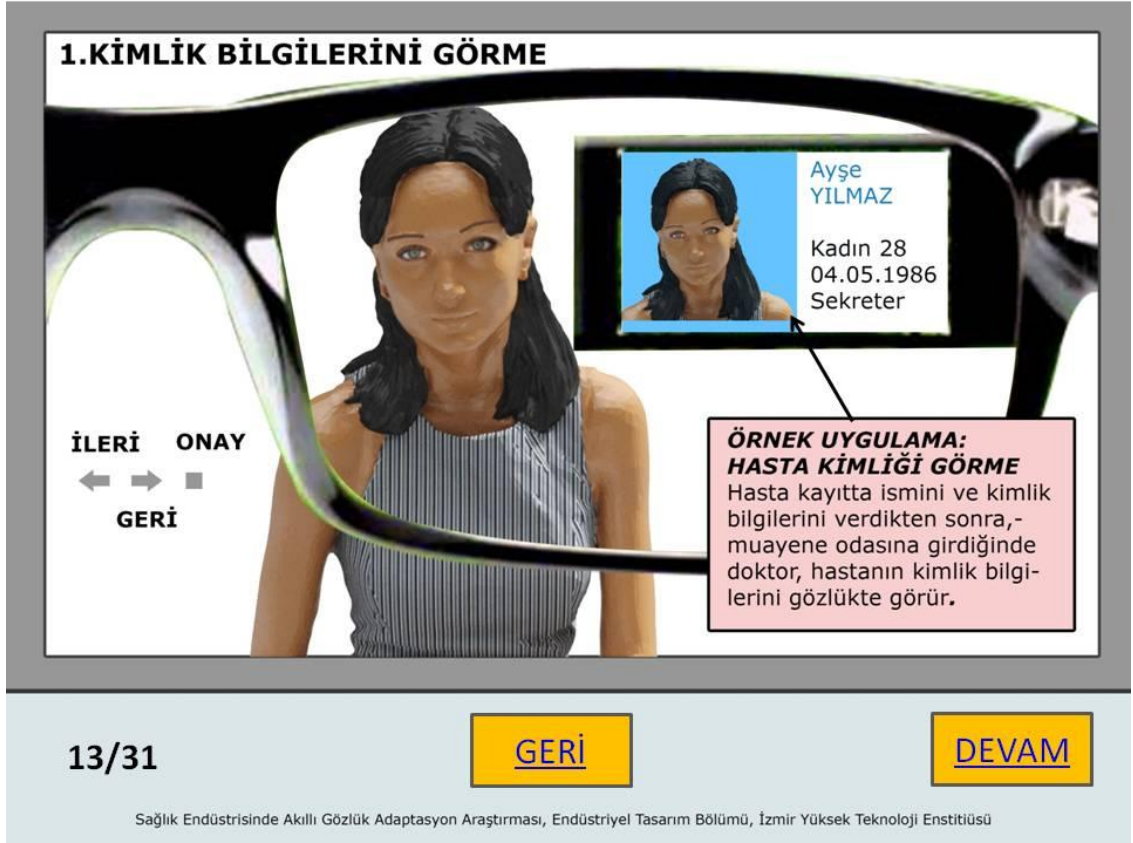 1.KİMLİK BİLGİLERİNİ GÖRME
Ayşe
YILMAZ
Kadın 28
04.05.1986
Sekreter
İLERİ ONAY
GERİ
ÖRNEK UYGULAMA:
HASTA KİMLİĞİ GÖRME
Hasta kayıtta ismini ve kimlik
bilgilerini verdikten sonra,-
muayene odasına girdiğinde
doktor, hastanın kimlik bilgi-
lerini gözlükte görür.
13/31
GERİ
DEVAM
Sağlık Endüstrisinde Akıllı Gözlük Adaptasyon Araştırması, Endüstriyel Tasarım Bölümü, İzmir Yüksek Teknoloji Enstitiüsü